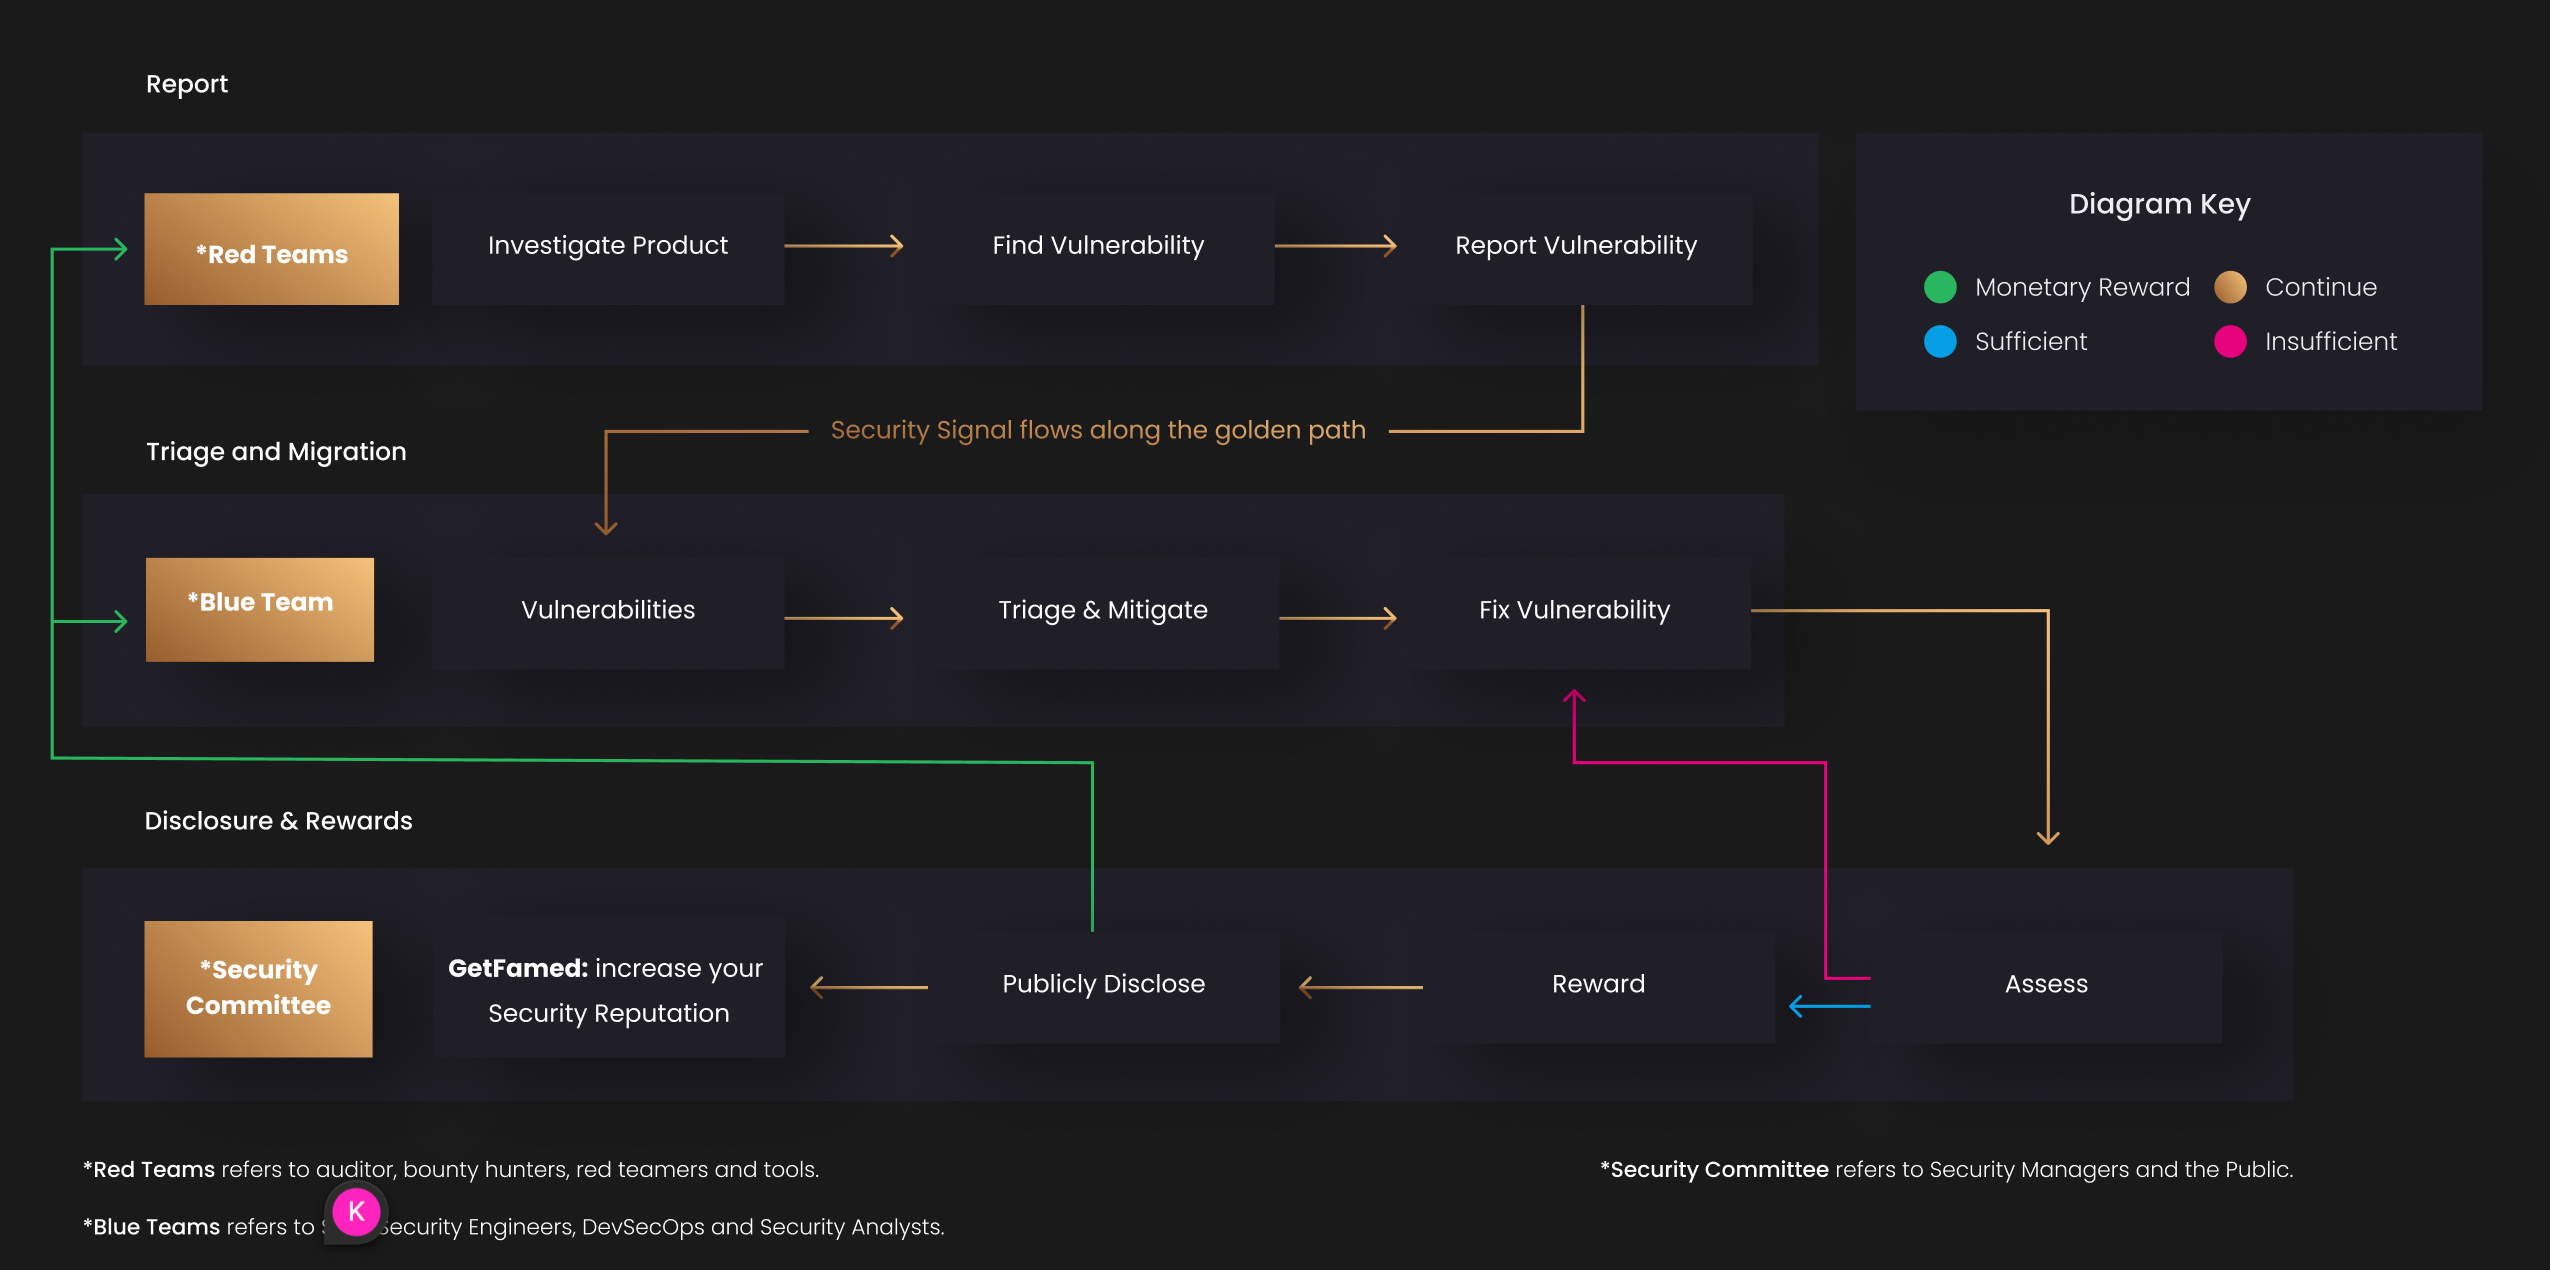 Report
*Red Teams
Investigate Product
Find Vulnerability
Report Vulnerability
Diagram Key
Monetary Reward
Continue
Sufficient
Insufficient
Security Signal flows along the golden path
Triage and Migration
*Blue Team
Vulnerabilities
Triage & Mitigate
Fix Vulnerability
Disclosure & Rewards
*Security
Committee
GetFamed: increase your
Security Reputation
Publicly Disclose
Reward
Assess
*Red Teams refers to auditor, bounty hunters, red teamers and tools.
*Security Committee refers to Security Managers and the Public.
K
*Blue Teams refers to Security Engineers, DevSecOps and Security Analysts.